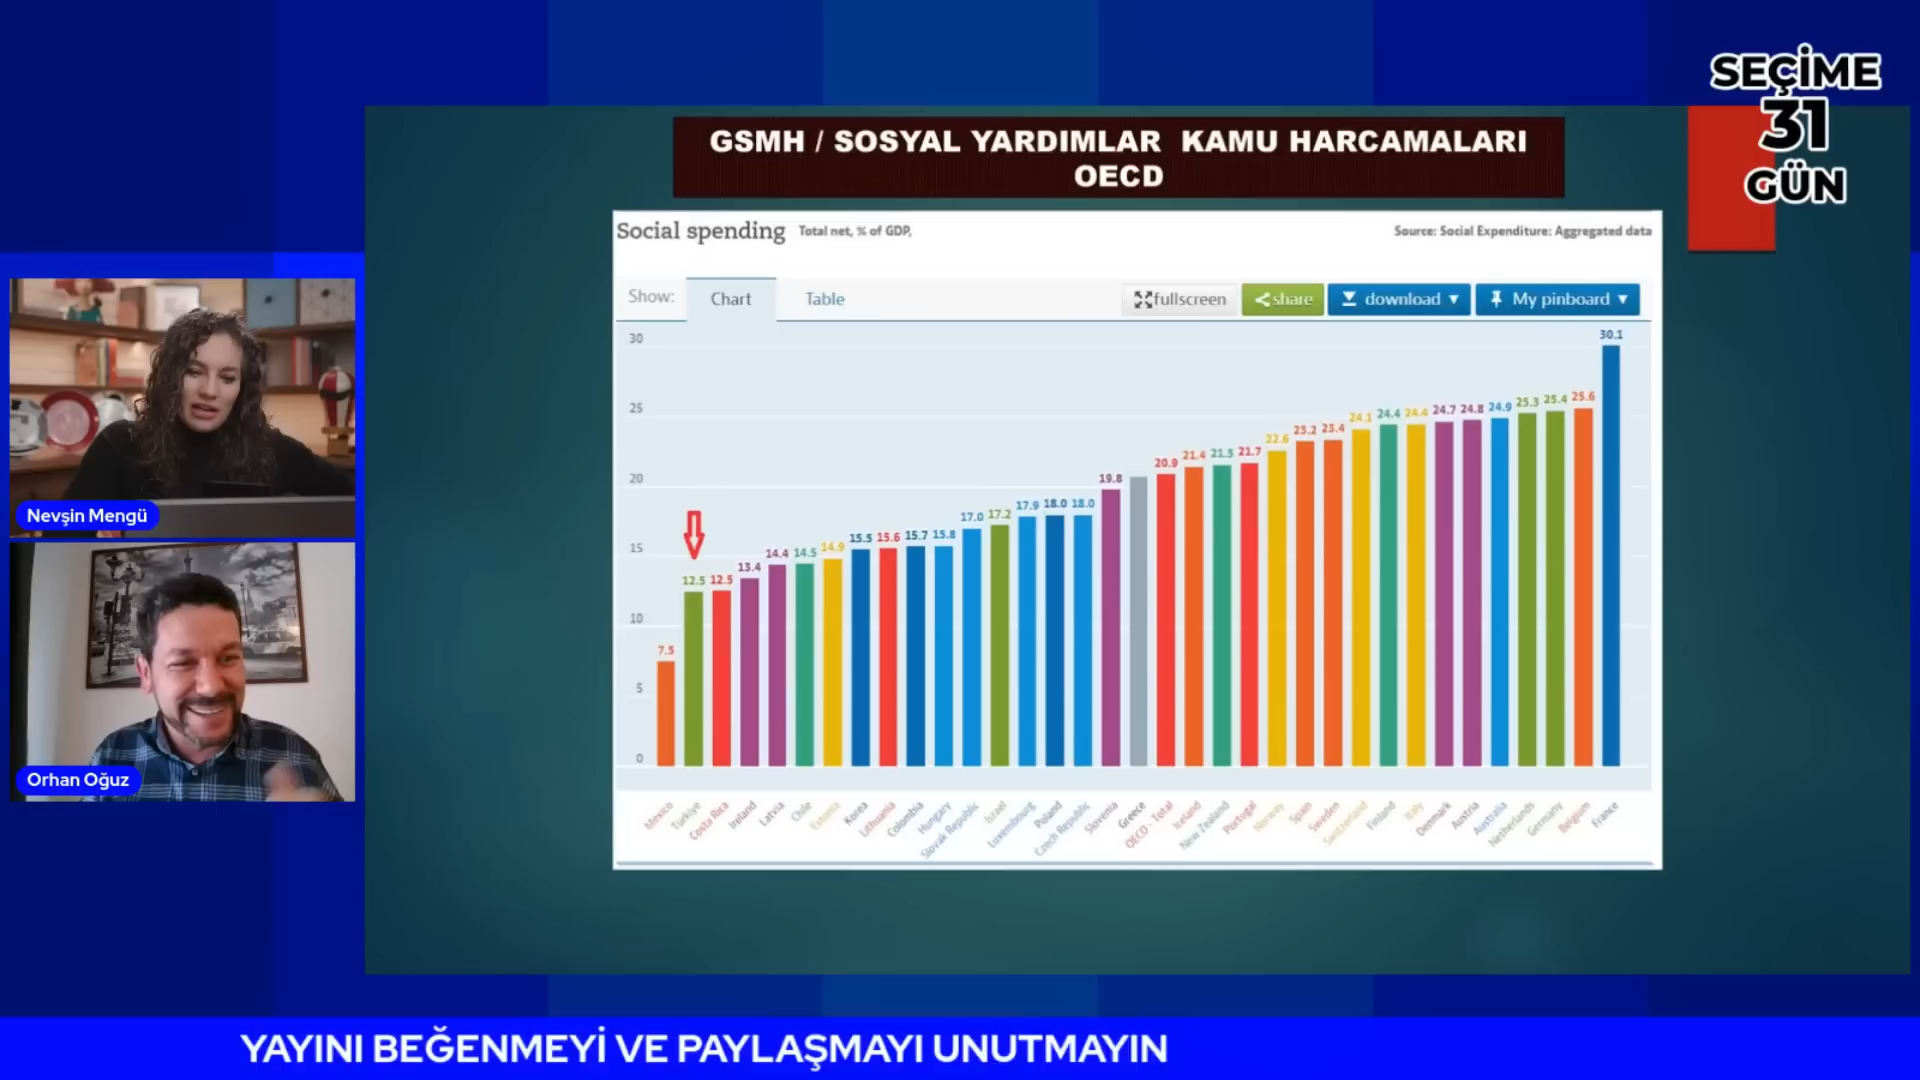 SEÇİME
31
GÜN
GSMH / SOSYAL YARDIMLAR KAMU HARCAMALARI
OECD
Social spending Total net, % of GDP, Source: Social Expenditure: Aggregated data
Show: Chart Table fullscreen share download My pinboard
30
25
20
15
10
5
0
7.5 12.5 12.5 13.4 14.4 14.5 14.9 15.5 15.6 15.7 15.8 17.0 17.2 17.9 18.0 18.0 19.8 20.9 21.4 21.5 21.7 22.6 23.2 23.4 24.1 24.4 24.4 24.7 24.8 24.9 25.3 25.4 25.6 30.1
Mexico Türkiye Costa Rica Ireland Latvia Chile Estonia Korea Lithuania Colombia Hungary Slovak Republic Israel Luxembourg Poland Czech Republic Slovenia Greece OECD - Total Iceland New Zealand Portugal Norway Spain Sweden Switzerland Finland Italy Denmark Austria Australia Netherlands Germany Belgium France
Nevşin Mengü
Orhan Oğuz
YAYINI BEĞENMEYİ VE PAYLAŞMAYI UNUTMAYIN